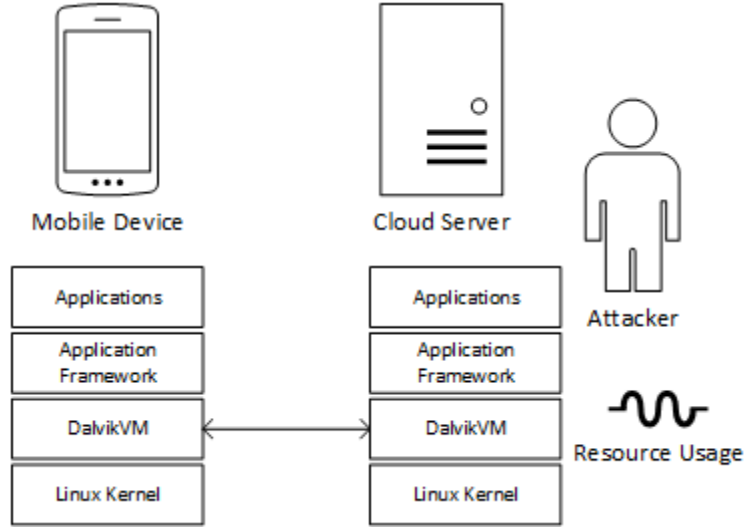 Mobile Device
Cloud Server
Applications
Application
Framework
DalvikVM
Linux Kernel
Applications
Application
Framework
DalvikVM
Linux Kernel
Attacker
Resource Usage